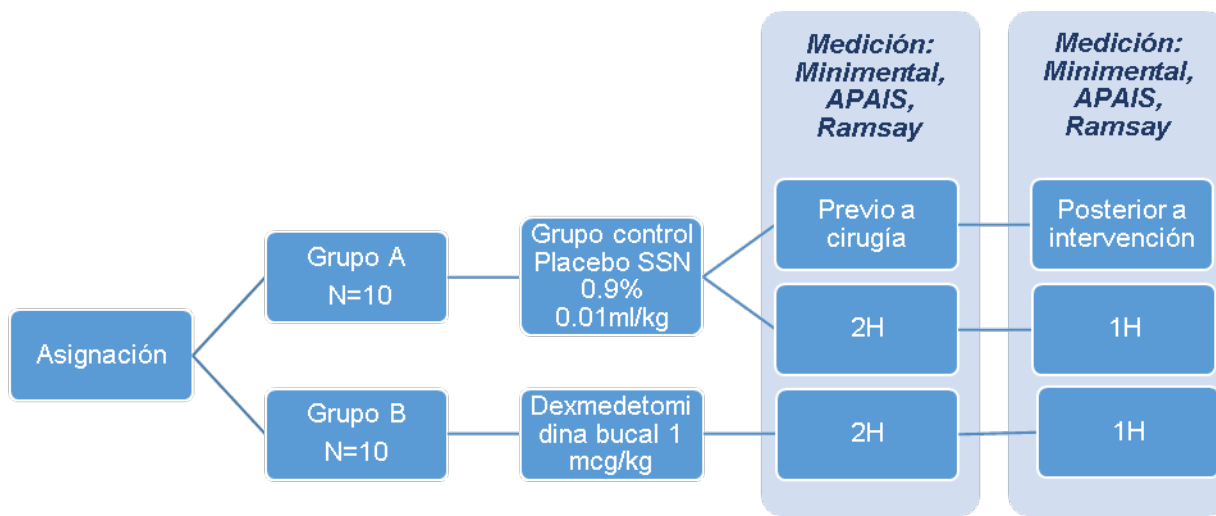 Medición:
Minimental,
APAIS,
Ramsay
Medición:
Minimental,
APAIS,
Ramsay
Asignación
Grupo A
N=10
Grupo control
Placebo SSN
0.9%
0.01ml/kg
Previo a
cirugía
Posterior a
intervención
2H
1H
Grupo B
N=10
Dexmedetomi
dina bucal 1
mcg/kg
2H
1H